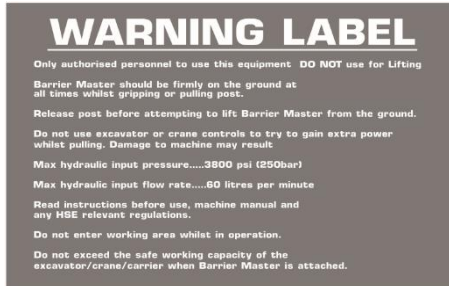 WARNING LABEL
Only authorised personnel to use this equipment DO NOT use for Lifting
Barrier Master should be firmly on the ground at
all times whilst gripping or pulling post.
Release post before attempting to lift Barrier Master from the ground.
Do not use excavator or crane controls to try to gain extra power
whilst pulling. Damage to machine may result
Max hydraulic input pressure.....3800 psi (250bar)
Max hydraulic input flow rate.....60 litres per minute
Read instructions before use, machine manual and
any HSE relevant regulations.
Do not enter working area whilst in operation.
Do not exceed the safe working capacity of the
excavator/crane/carrier when Barrier Master is attached.